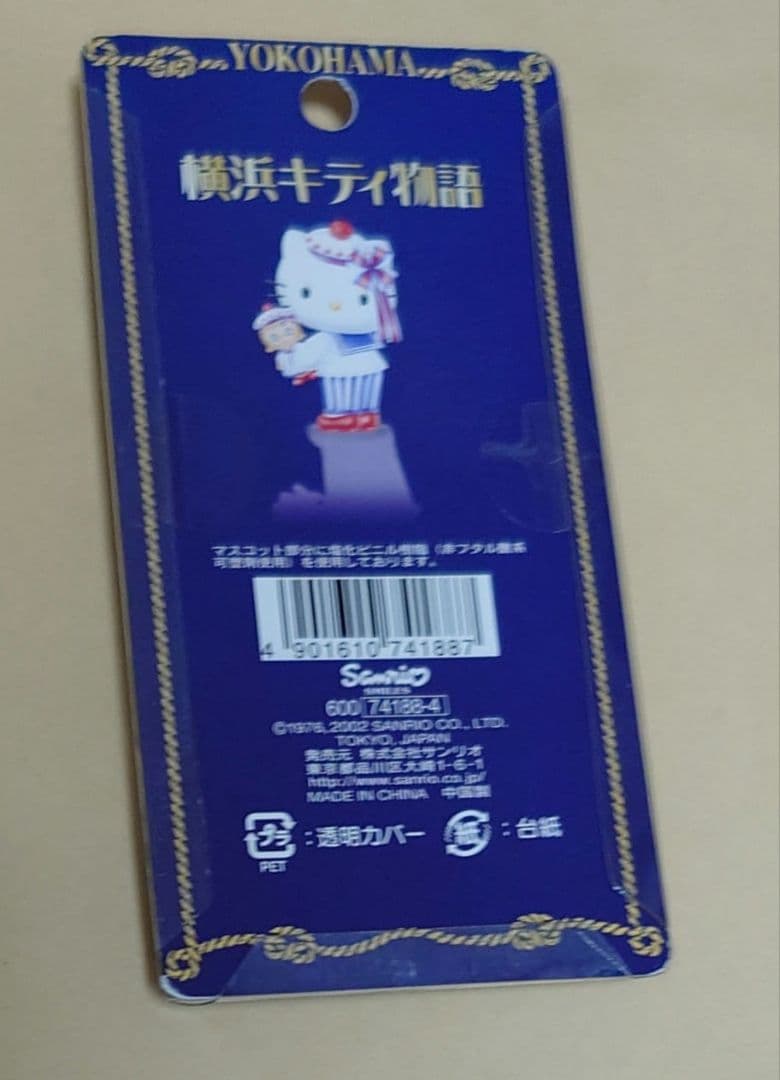 YOKOHAMA
横浜キティ物語
マスコット部分に塩化ビニル樹脂（非フタル酸系
可塑剤使用）を使用しております。
4 901610 741887
Sanrio
SMILES
600 74188-4
©1976, 2002 SANRIO CO., LTD.
TOKYO, JAPAN
発売元 株式会社サンリオ
東京都品川区大崎1-6-1
http://www.sanrio.co.jp/
MADE IN CHINA 中国製
プラ：透明カバー 紙：台紙
PET